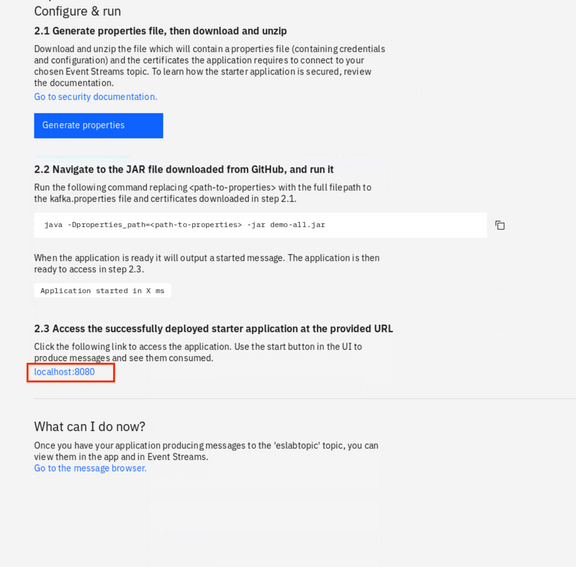 Configure & run
2.1 Generate properties file, then download and unzip
Download and unzip the file which will contain a properties file (containing credentials
and configuration) and the certificates the application requires to connect to your
chosen Event Streams topic. To learn how the starter application is secured, review
the documentation.
Go to security documentation.
Generate properties
2.2 Navigate to the JAR file downloaded from GitHub, and run it
Run the following command replacing <path-to-properties> with the full filepath to
the kafka.properties file and certificates downloaded in step 2.1.
java -Dproperties_path=<path-to-properties> -jar demo-all.jar
When the application is ready it will output a started message. The application is then
ready to access in step 2.3.
Application started in X ms
2.3 Access the successfully deployed starter application at the provided URL
Click the following link to access the application. Use the start button in the UI to
produce messages and see them consumed.
localhost:8080
What can I do now?
Once you have your application producing messages to the 'eslabtopic' topic, you can
view them in the app and in Event Streams.
Go to the message browser.